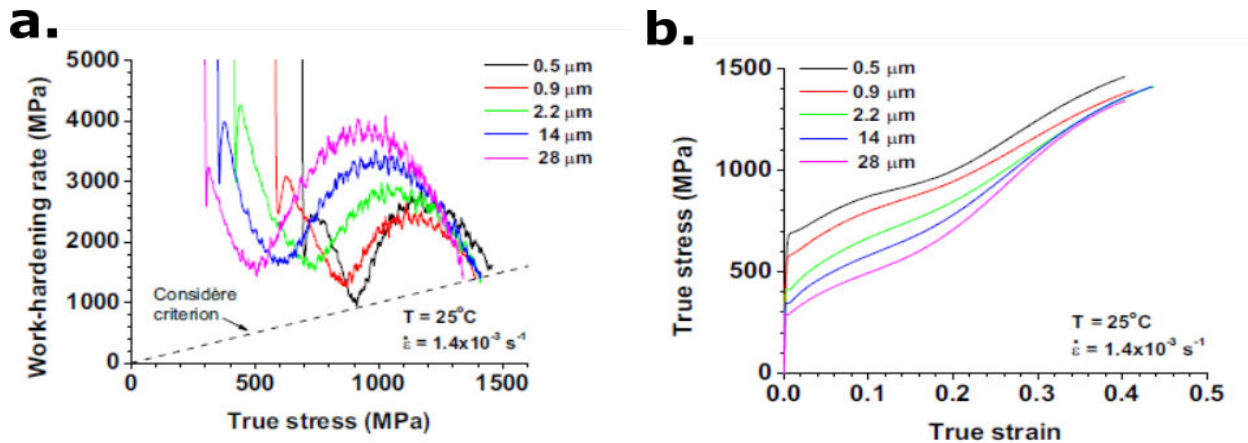 a.
5000
4000
3000
2000
1000
0
Work-hardening rate (MPa)
0.5 μm
0.9 μm
2.2 μm
14 μm
28 μm
Considère
criterion
T = 25°C
ε̇ = 1.4x10⁻³ s⁻¹
0 500 1000 1500
True stress (MPa)
b.
1500
1000
500
0
True stress (MPa)
0.5 μm
0.9 μm
2.2 μm
14 μm
28 μm
T = 25°C
ε̇ = 1.4x10⁻³ s⁻¹
0.0 0.1 0.2 0.3 0.4 0.5
True strain